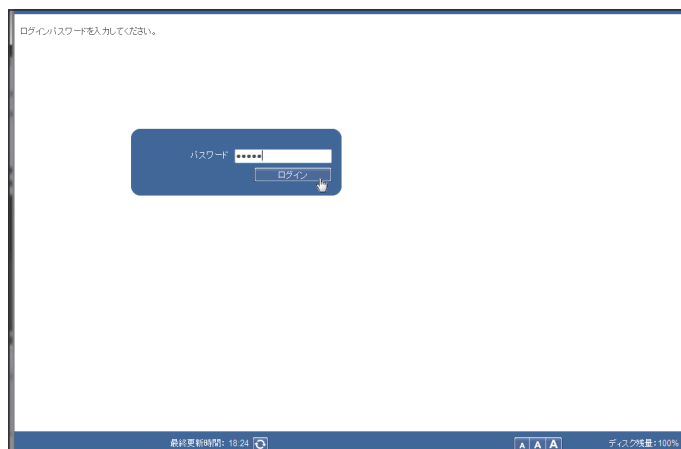 ログインパスワードを入力してください。
パスワード •••••
ログイン
最終更新時間: 18:24
A A A
ディスク残量:100%